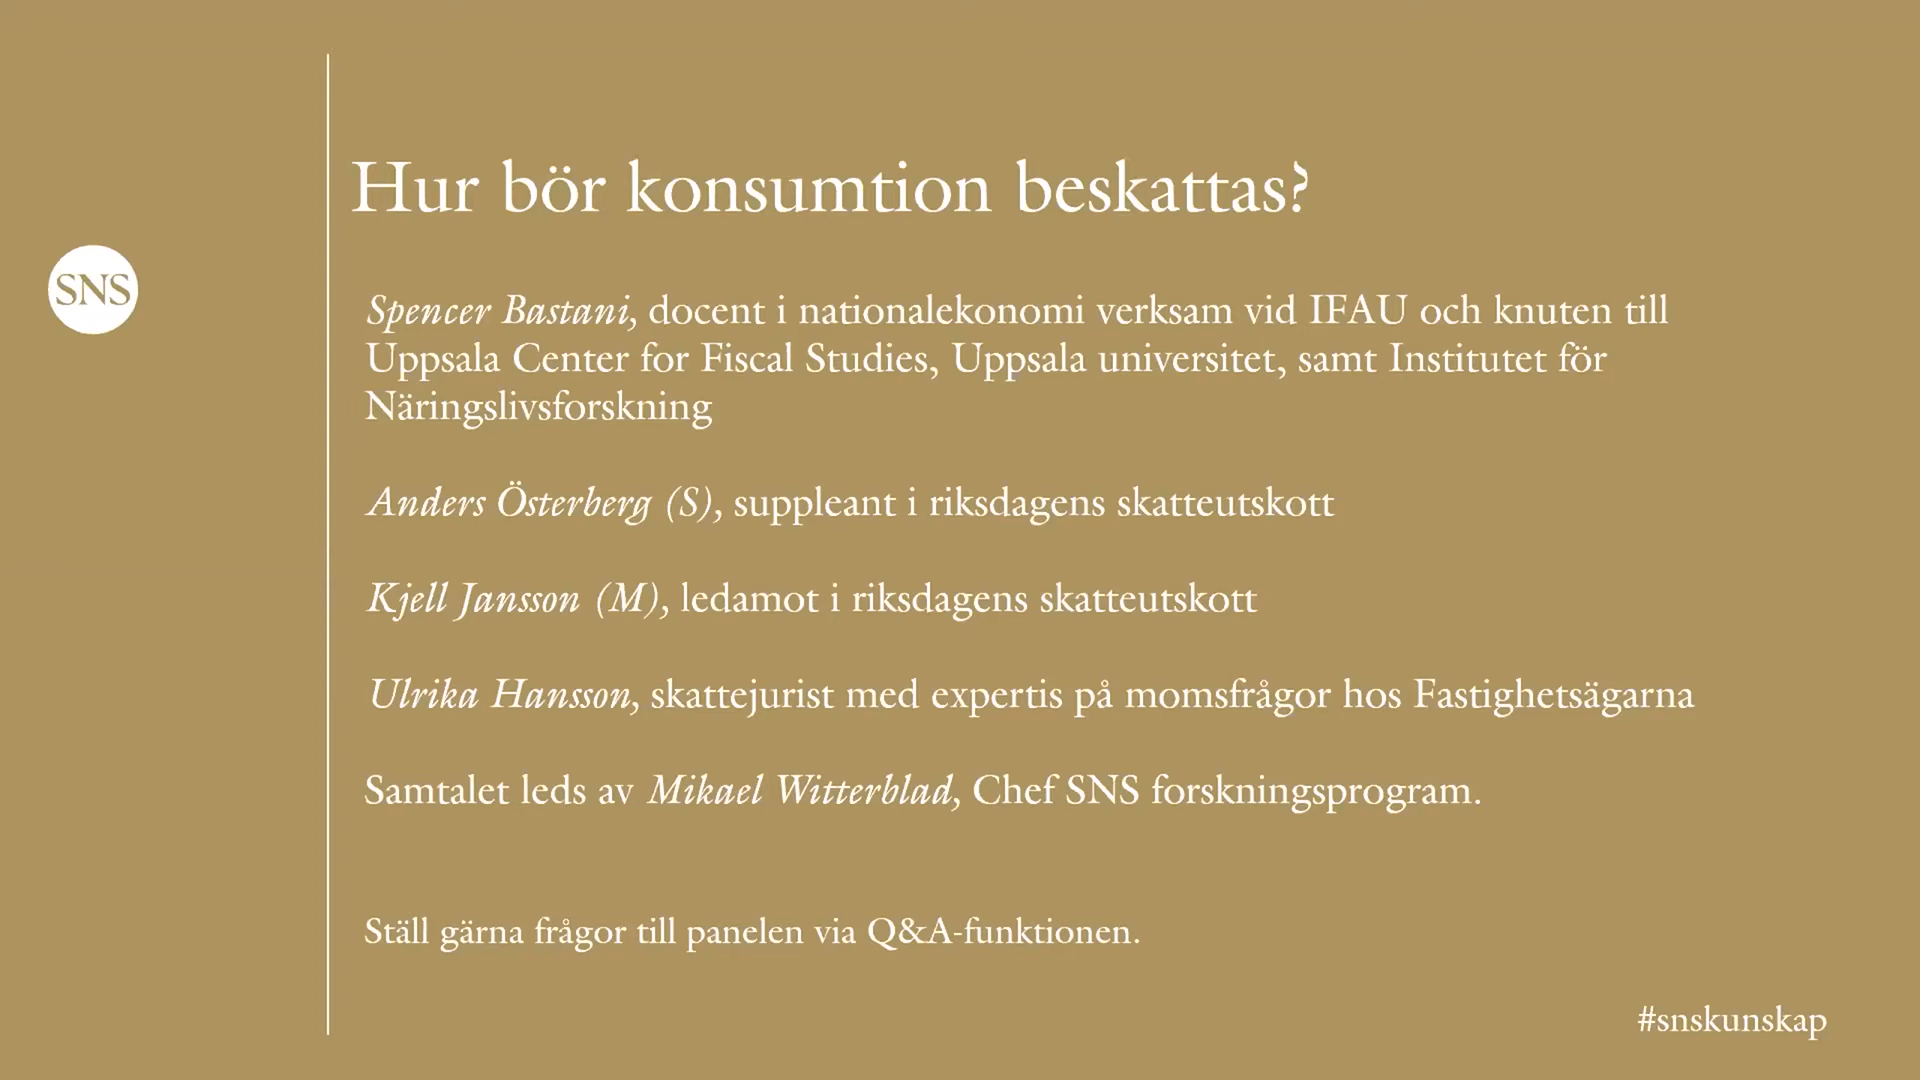 Hur bör konsumtion beskattas?
SNS
Spencer Bastani, docent i nationalekonomi verksam vid IFAU och knuten till
Uppsala Center for Fiscal Studies, Uppsala universitet, samt Institutet för
Näringslivsforskning
Anders Österberg (S), suppleant i riksdagens skatteutskott
Kjell Jansson (M), ledamot i riksdagens skatteutskott
Ulrika Hansson, skattejurist med expertis på momsfrågor hos Fastighetsägarna
Samtalet leds av Mikael Witterblad, Chef SNS forskningsprogram.
Ställ gärna frågor till panelen via Q&A-funktionen.
#snskunskap